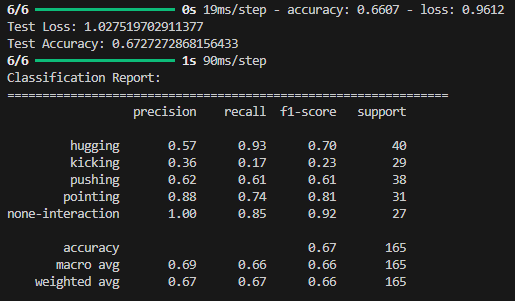 6/6 ━━━━━━━━━━━━━━━━━━━━ 0s 19ms/step - accuracy: 0.6607 - loss: 0.9612
Test Loss: 1.027519702911377
Test Accuracy: 0.6727272868156433
6/6 ━━━━━━━━━━━━━━━━━━━━ 1s 90ms/step
Classification Report:
===============================================================
precision recall f1-score support
hugging 0.57 0.93 0.70 40
kicking 0.36 0.17 0.23 29
pushing 0.62 0.61 0.61 38
pointing 0.88 0.74 0.81 31
none-interaction 1.00 0.85 0.92 27
accuracy 0.67 165
macro avg 0.69 0.66 0.66 165
weighted avg 0.67 0.67 0.66 165